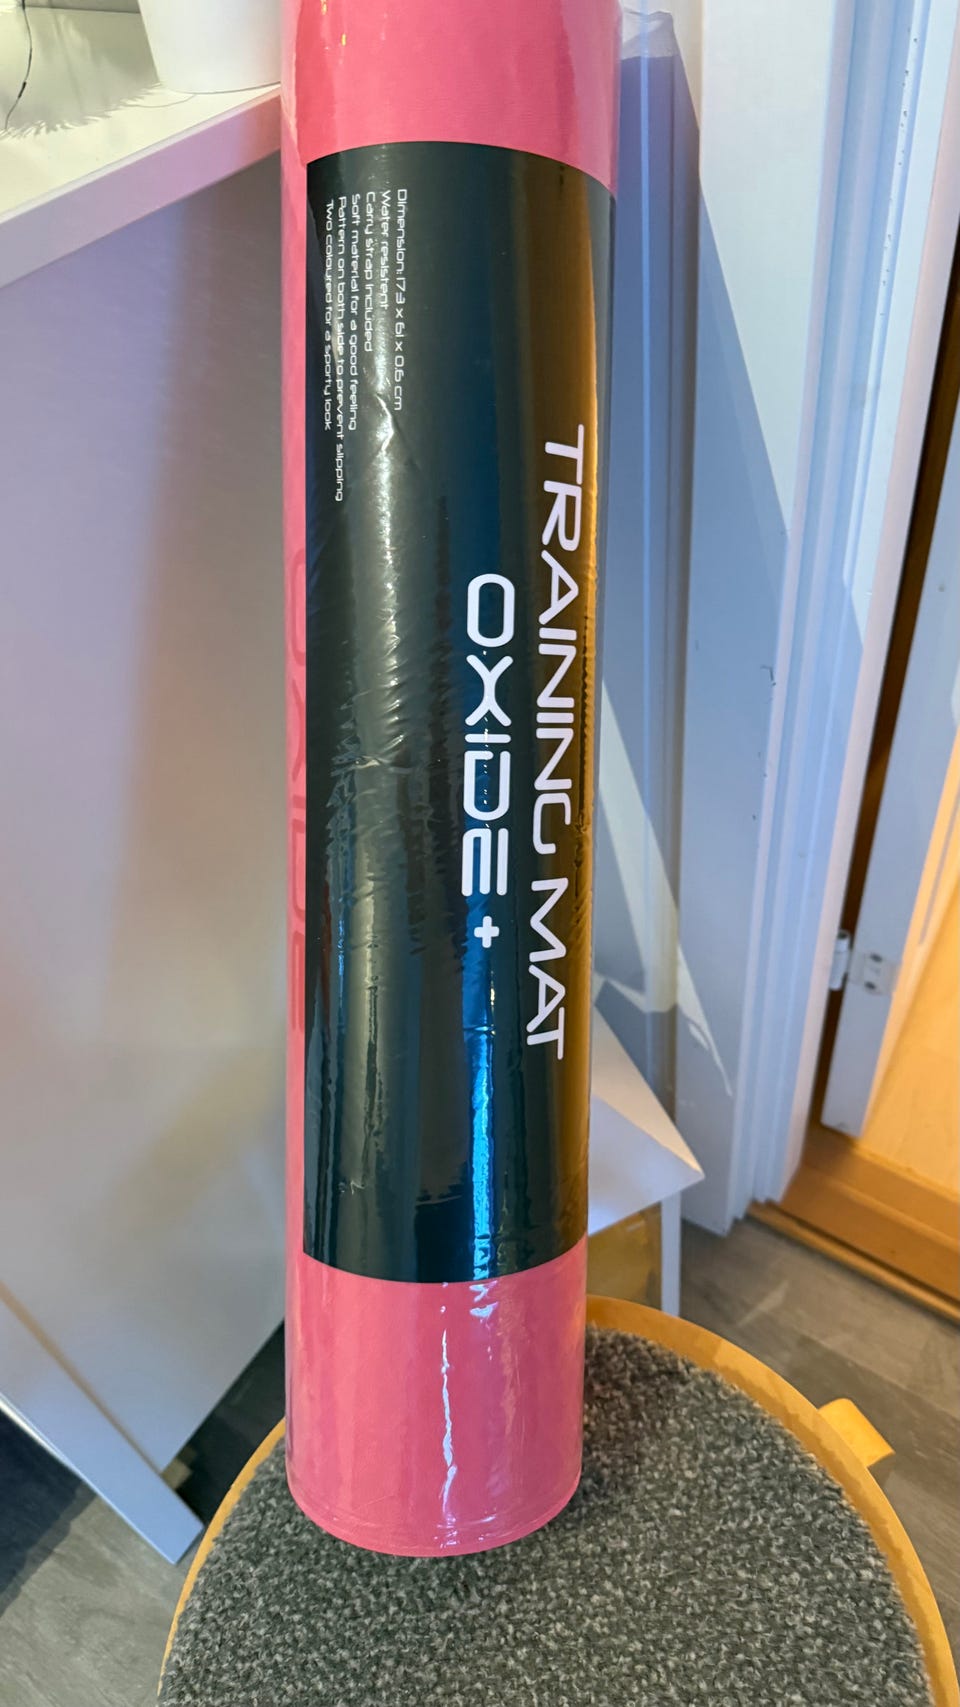 TRAINING MAT
OXIDE +
Dimension: 173 x 61 x 0.6 cm
Water resistent
Carry strap included
Soft material for a good feeling
Pattern on both side to prevent slipping
Two coloured for a sporty look
OXIDE